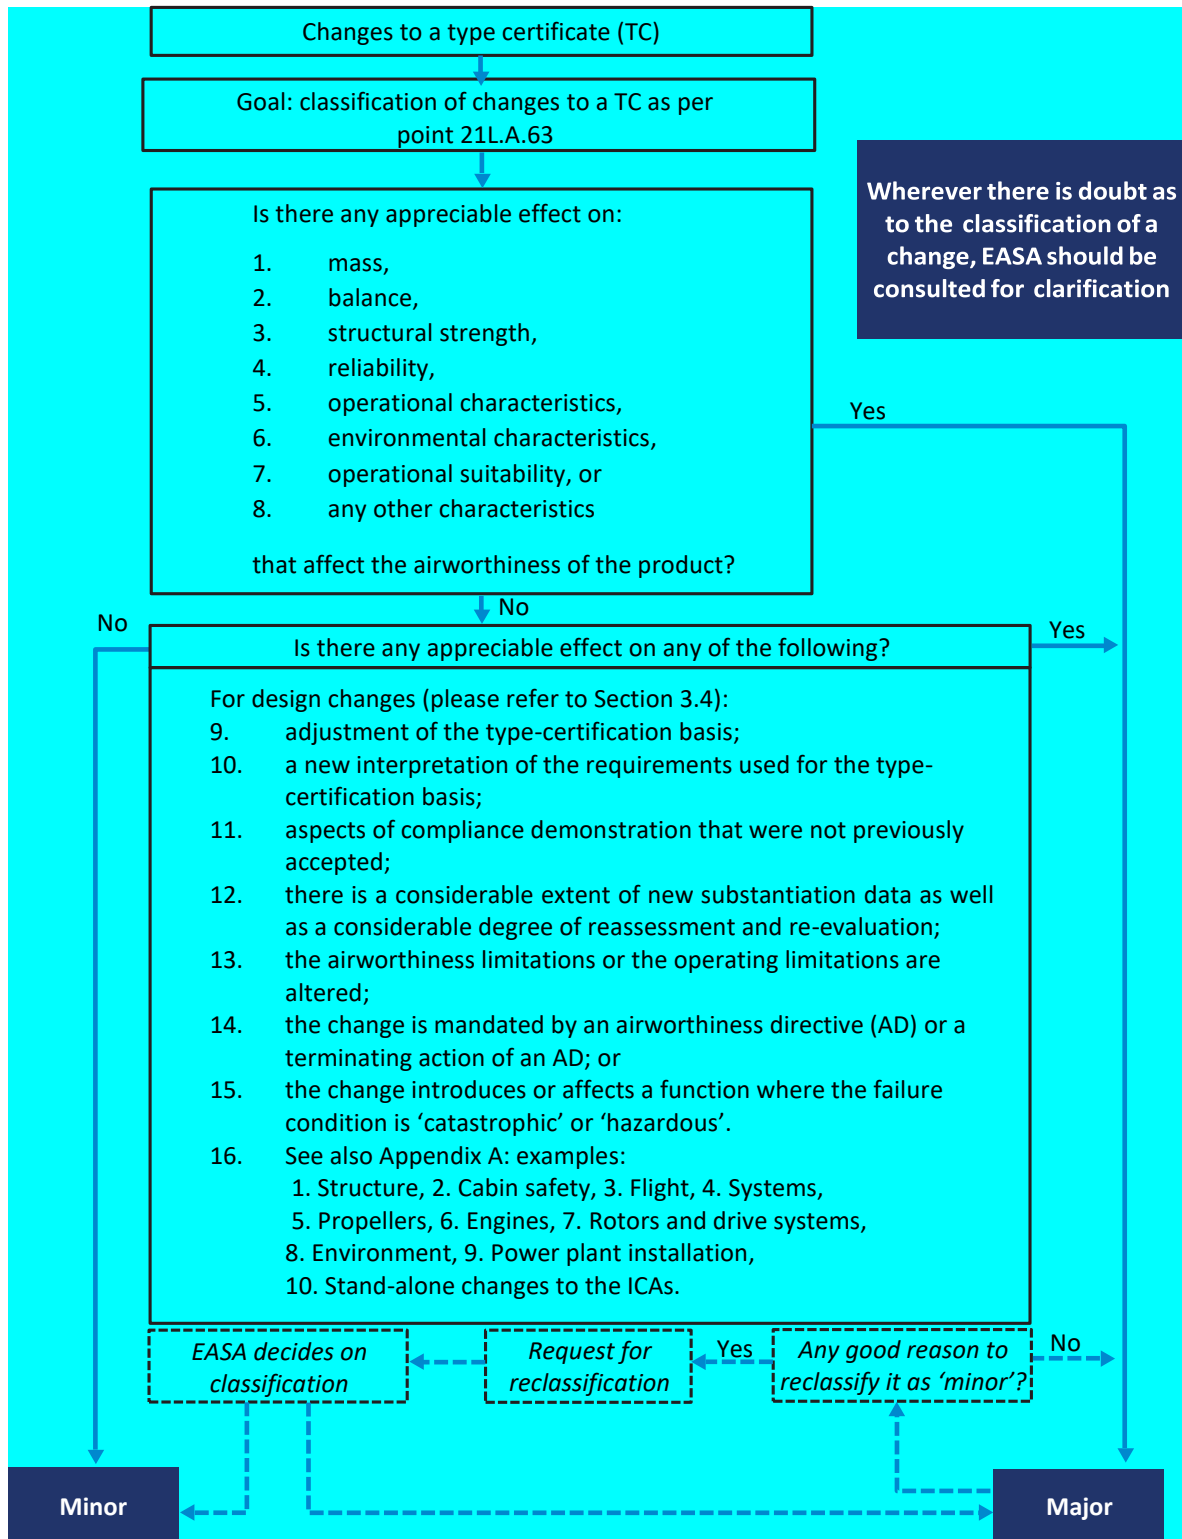 Changes to a type certificate (TC)
Goal: classification of changes to a TC as per
point 21L.A.63
Wherever there is doubt as
to the classification of a
change, EASA should be
consulted for clarification
Is there any appreciable effect on:
1. mass,
2. balance,
3. structural strength,
4. reliability,
5. operational characteristics,
6. environmental characteristics,
7. operational suitability, or
8. any other characteristics
that affect the airworthiness of the product?
Yes
No
No
Yes
Is there any appreciable effect on any of the following?
For design changes (please refer to Section 3.4):
9. adjustment of the type-certification basis;
10. a new interpretation of the requirements used for the type-
certification basis;
11. aspects of compliance demonstration that were not previously
accepted;
12. there is a considerable extent of new substantiation data as well
as a considerable degree of reassessment and re-evaluation;
13. the airworthiness limitations or the operating limitations are
altered;
14. the change is mandated by an airworthiness directive (AD) or a
terminating action of an AD; or
15. the change introduces or affects a function where the failure
condition is ‘catastrophic’ or ‘hazardous’.
16. See also Appendix A: examples:
1. Structure, 2. Cabin safety, 3. Flight, 4. Systems,
5. Propellers, 6. Engines, 7. Rotors and drive systems,
8. Environment, 9. Power plant installation,
10. Stand-alone changes to the ICAs.
EASA decides on
classification
Request for
reclassification
Yes
Any good reason to
reclassify it as ‘minor’?
No
Minor
Major